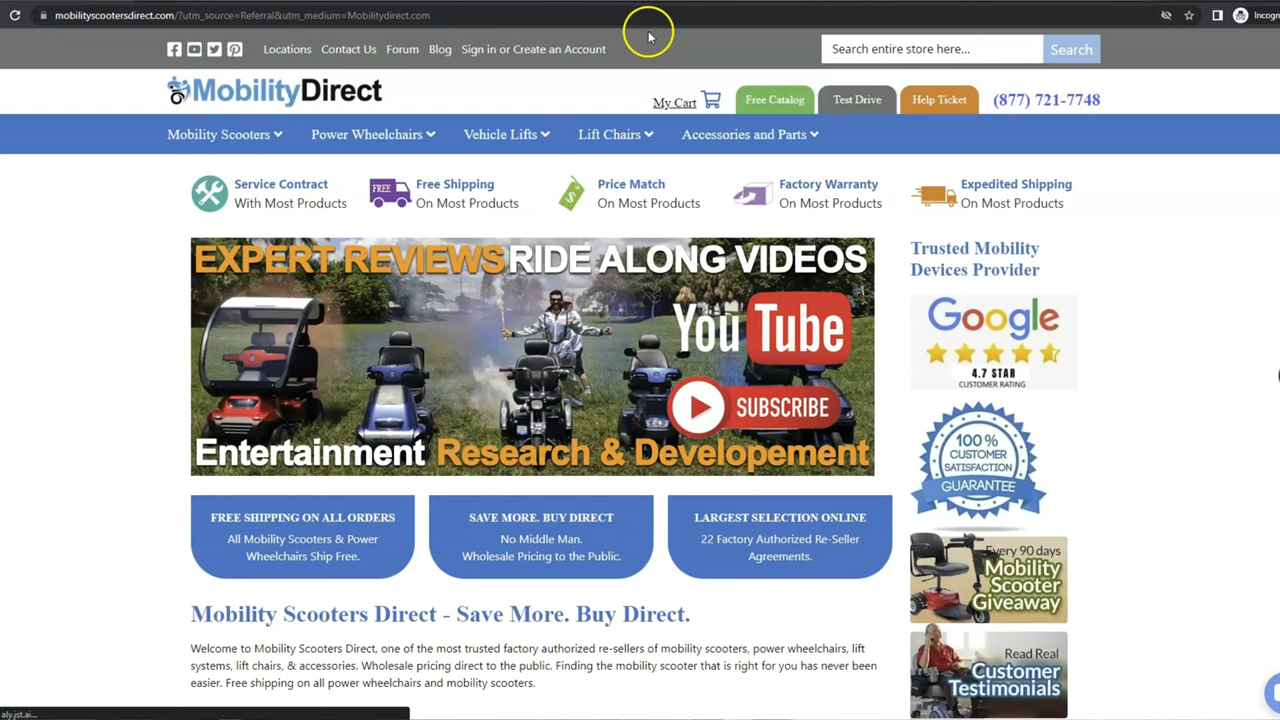 mobilityscootersdirect.com/?utm_source=Referral&utm_medium=Mobilitydirect.com
Incogn
Locations Contact Us Forum Blog Sign in or Create an Account
Search entire store here... Search
MobilityDirect
My Cart
Free Catalog
Test Drive
Help Ticket
(877) 721-7748
Mobility Scooters Power Wheelchairs Vehicle Lifts Lift Chairs Accessories and Parts
Service Contract
With Most Products
FREE
Free Shipping
On Most Products
Price Match
On Most Products
Factory Warranty
On Most Products
Expedited Shipping
On Most Products
EXPERT REVIEWS RIDE ALONG VIDEOS
YouTube
SUBSCRIBE
Entertainment Research & Developement
Trusted Mobility
Devices Provider
Google
4.7 STAR
CUSTOMER RATING
100 %
CUSTOMER
SATISFACTION
GUARANTEE
Every 90 days
Mobility
Scooter
Giveaway
Read Real
Customer
Testimonials
FREE SHIPPING ON ALL ORDERS
All Mobility Scooters & Power
Wheelchairs Ship Free.
SAVE MORE. BUY DIRECT
No Middle Man.
Wholesale Pricing to the Public.
LARGEST SELECTION ONLINE
22 Factory Authorized Re-Seller
Agreements.
Mobility Scooters Direct - Save More. Buy Direct.
Welcome to Mobility Scooters Direct, one of the most trusted factory authorized re-sellers of mobility scooters, power wheelchairs, lift
systems, lift chairs, & accessories. Wholesale pricing direct to the public. Finding the mobility scooter that is right for you has never been
easier. Free shipping on all power wheelchairs and mobility scooters.
aly.jst.ai...